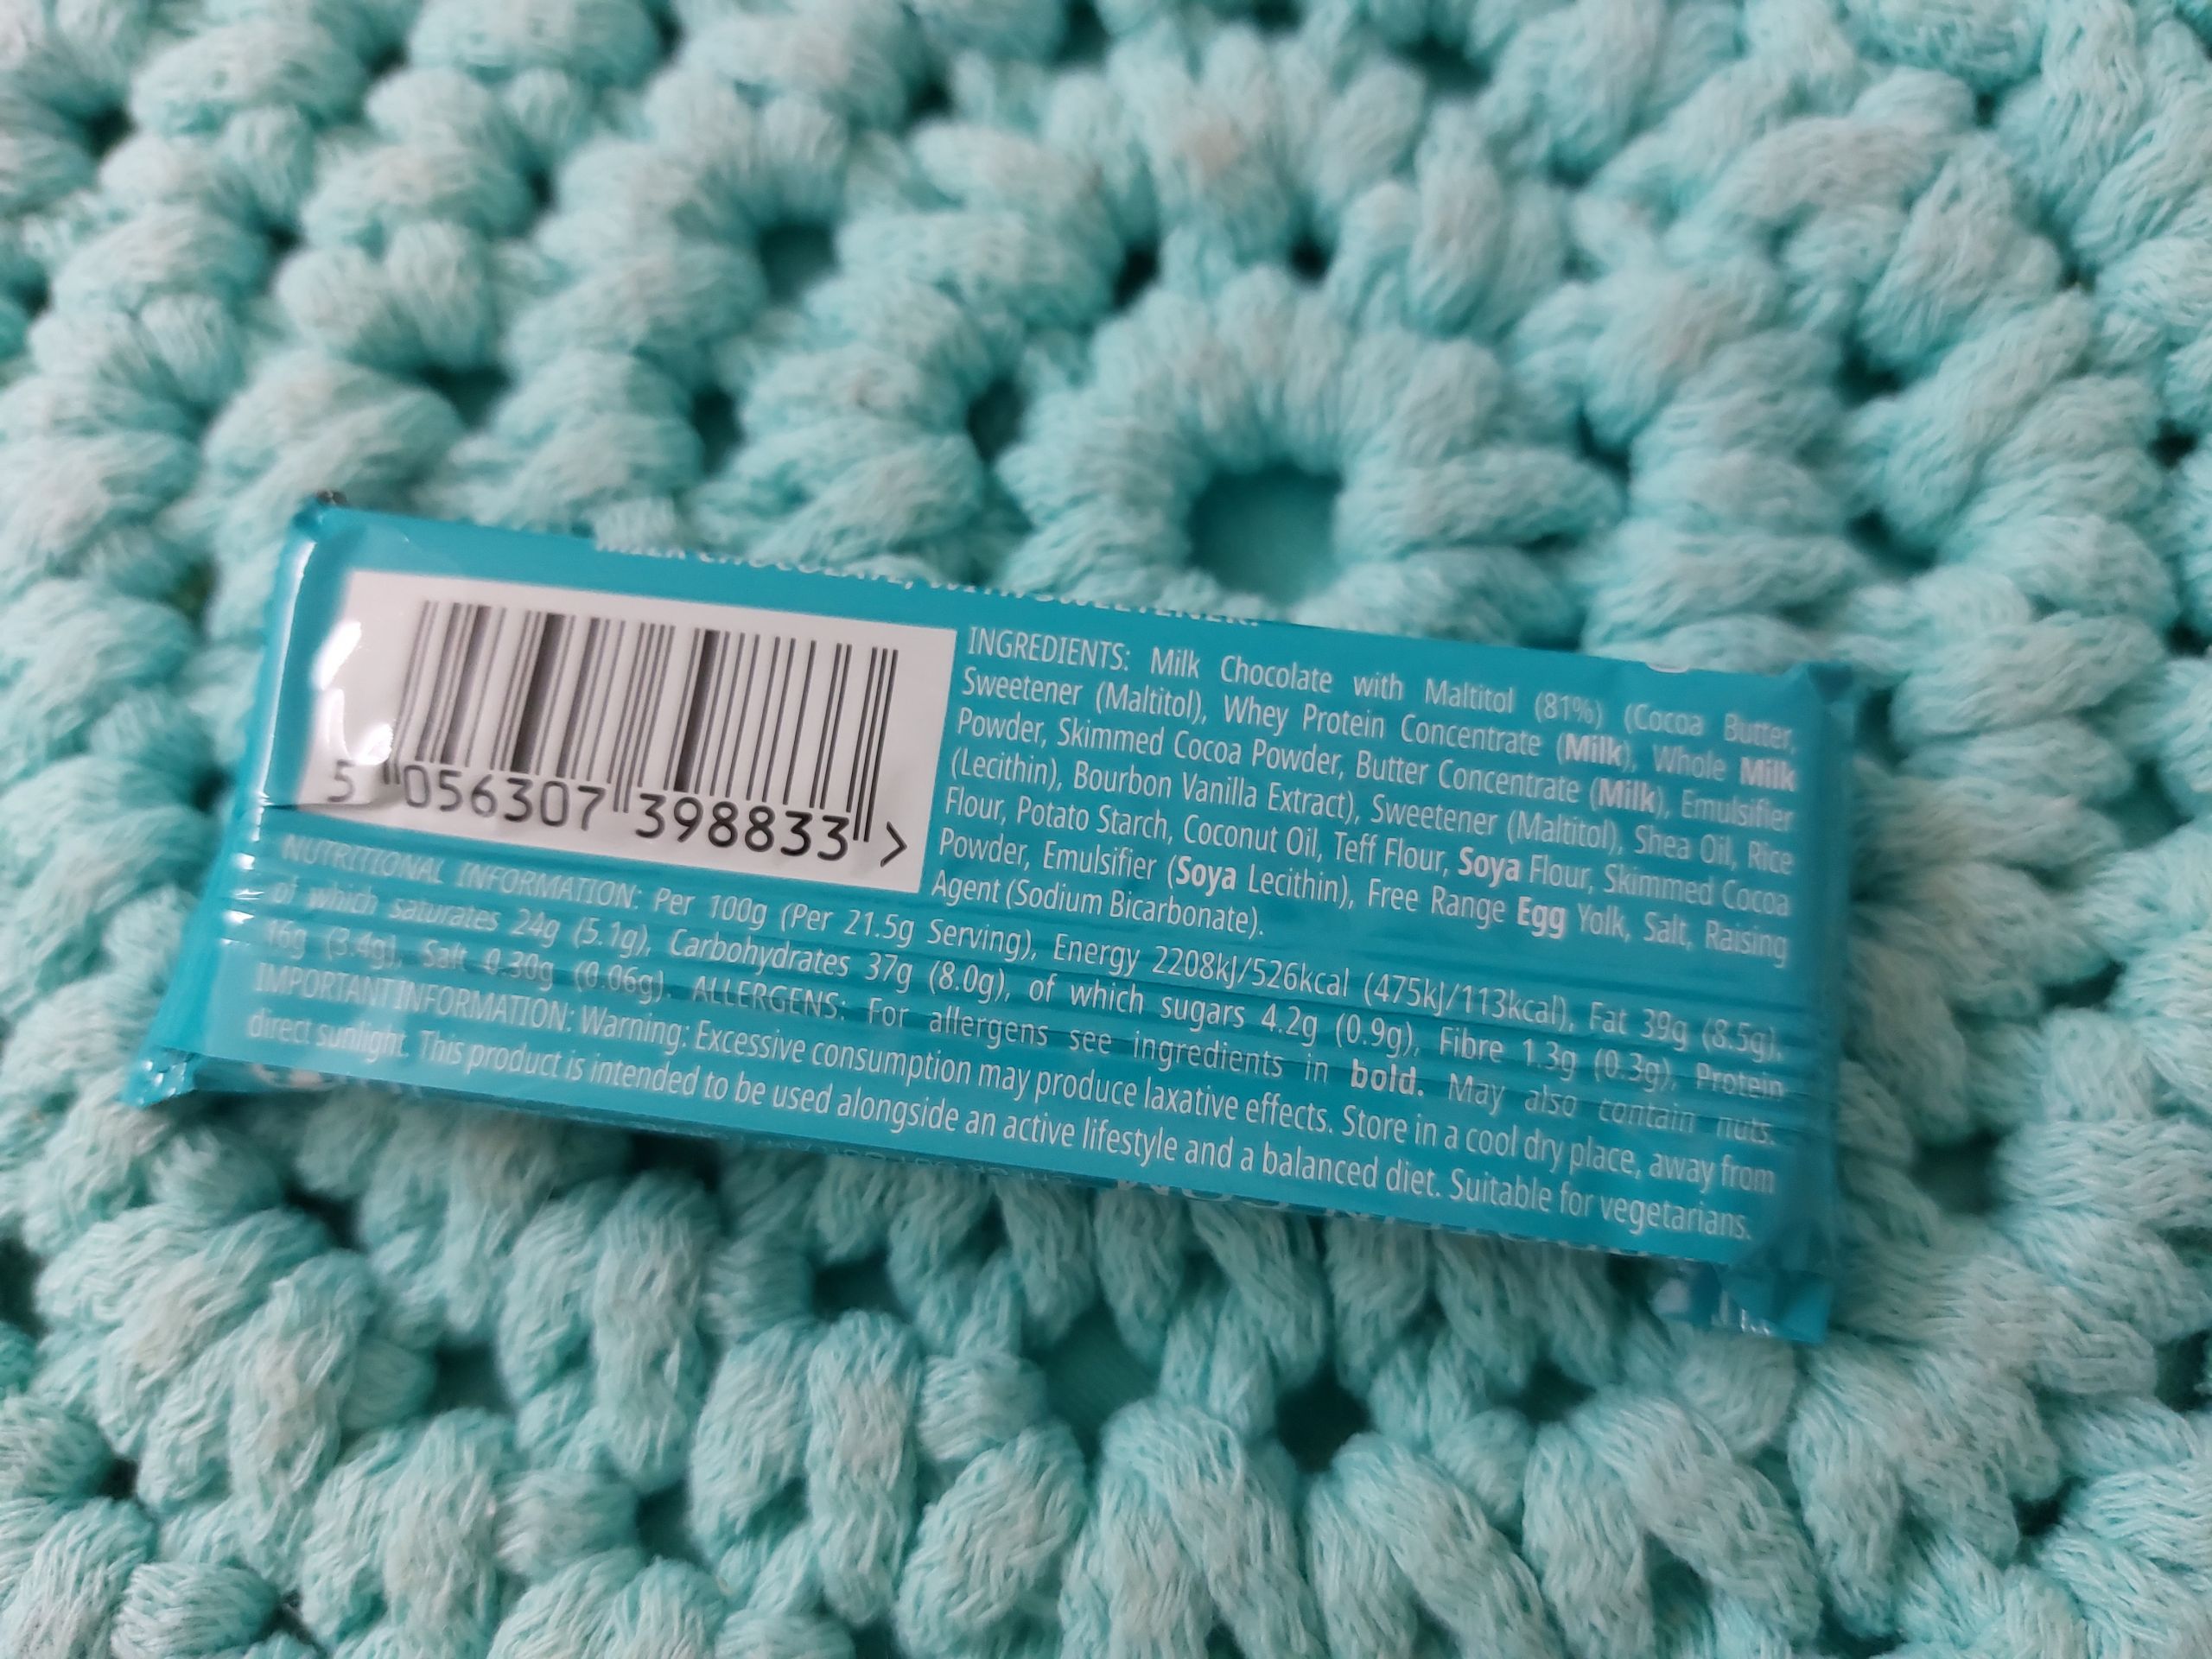 CHOCOLATE, WITH SWEETENER.
5 056307 398833 >
INGREDIENTS: Milk Chocolate with Maltitol (81%) (Cocoa Butter,
Sweetener (Maltitol), Whey Protein Concentrate (Milk), Whole Milk
Powder, Skimmed Cocoa Powder, Butter Concentrate (Milk), Emulsifier
(Lecithin), Bourbon Vanilla Extract), Sweetener (Maltitol), Shea Oil, Rice
Flour, Potato Starch, Coconut Oil, Teff Flour, Soya Flour, Skimmed Cocoa
Powder, Emulsifier (Soya Lecithin), Free Range Egg Yolk, Salt, Raising
Agent (Sodium Bicarbonate).
NUTRITIONAL INFORMATION: Per 100g (Per 21.5g Serving), Energy 2208kJ/526kcal (475kJ/113kcal), Fat 39g (8.5g),
of which saturates 24g (5.1g), Carbohydrates 37g (8.0g), of which sugars 4.2g (0.9g), Fibre 1.3g (0.3g), Protein
16g (3.4g), Salt 0.30g (0.06g). ALLERGENS: For allergens see ingredients in bold. May also contain nuts.
IMPORTANT INFORMATION: Warning: Excessive consumption may produce laxative effects. Store in a cool dry place, away from
direct sunlight. This product is intended to be used alongside an active lifestyle and a balanced diet. Suitable for vegetarians.